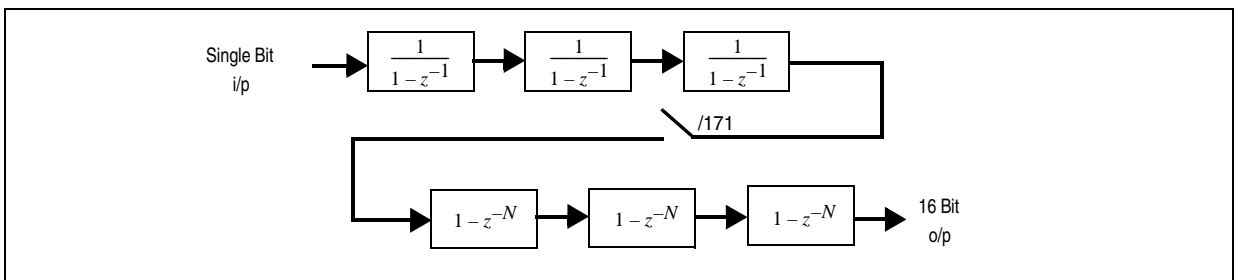 Single Bit
i/p
1
1 – z⁻¹
1
1 – z⁻¹
1
1 – z⁻¹
/171
1 – z⁻ᴺ
1 – z⁻ᴺ
1 – z⁻ᴺ
16 Bit
o/p